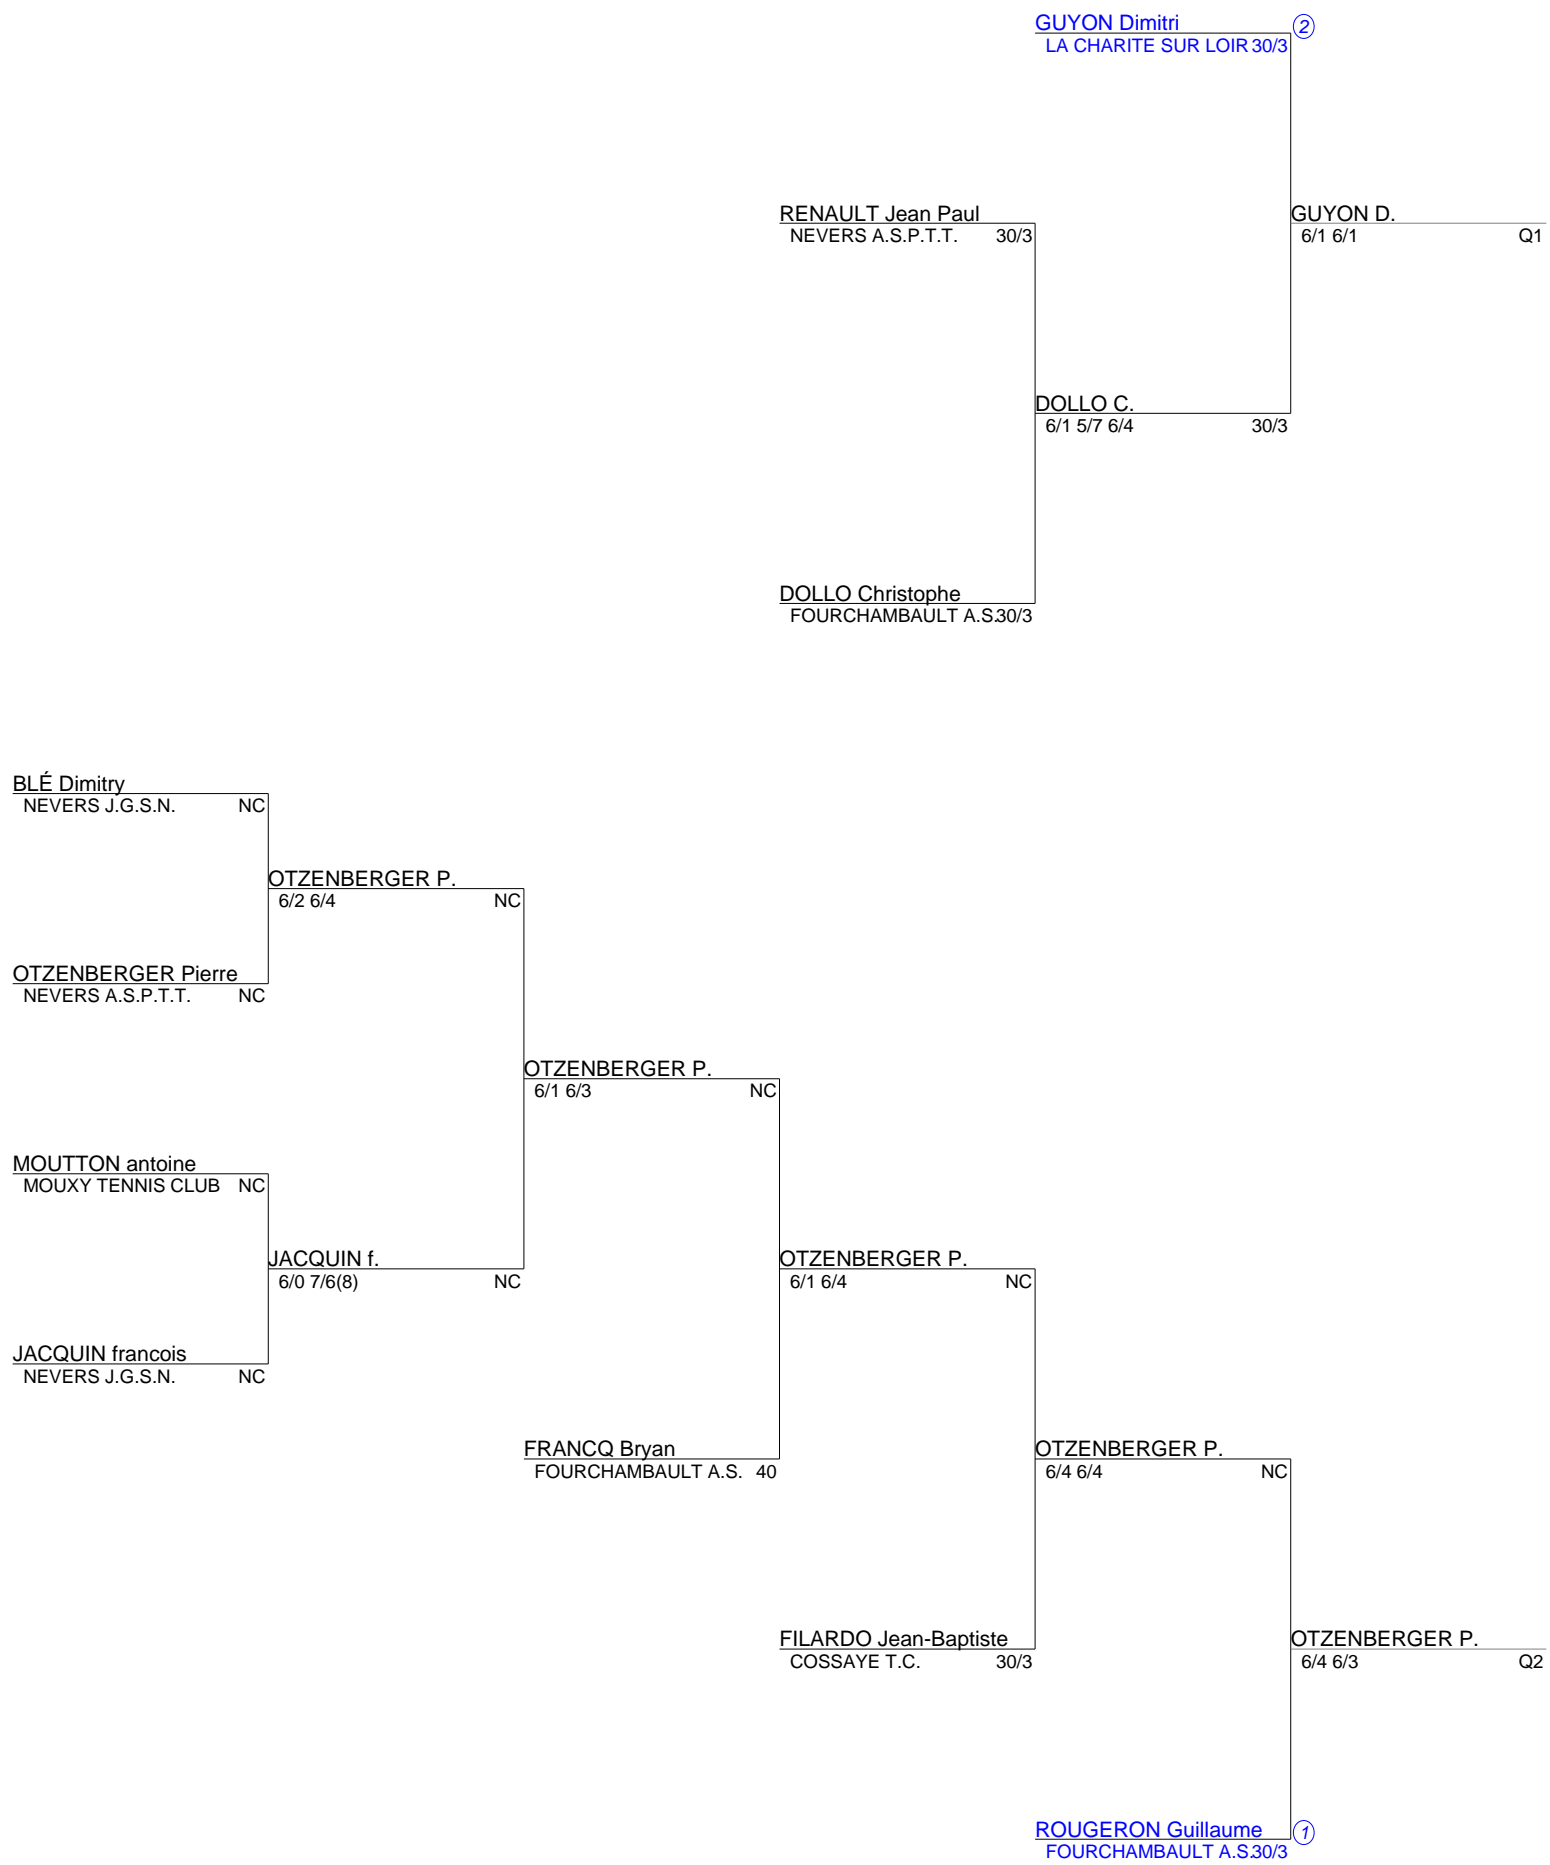 GUYON Dimitri 2
LA CHARITE SUR LOIR 30/3
RENAULT Jean Paul
NEVERS A.S.P.T.T. 30/3
GUYON D.
6/1 6/1 Q1
DOLLO C.
6/1 5/7 6/4 30/3
DOLLO Christophe
FOURCHAMBAULT A.S. 30/3
BLÉ Dimitry
NEVERS J.G.S.N. NC
OTZENBERGER P.
6/2 6/4 NC
OTZENBERGER Pierre
NEVERS A.S.P.T.T. NC
OTZENBERGER P.
6/1 6/3 NC
MOUTTON antoine
MOUXY TENNIS CLUB NC
JACQUIN f.
6/0 7/6(8) NC
OTZENBERGER P.
6/1 6/4 NC
JACQUIN francois
NEVERS J.G.S.N. NC
FRANCQ Bryan
FOURCHAMBAULT A.S. 40
OTZENBERGER P.
6/4 6/4 NC
FILARDO Jean-Baptiste
COSSAYE T.C. 30/3
OTZENBERGER P.
6/4 6/3 Q2
ROUGERON Guillaume 1
FOURCHAMBAULT A.S. 30/3